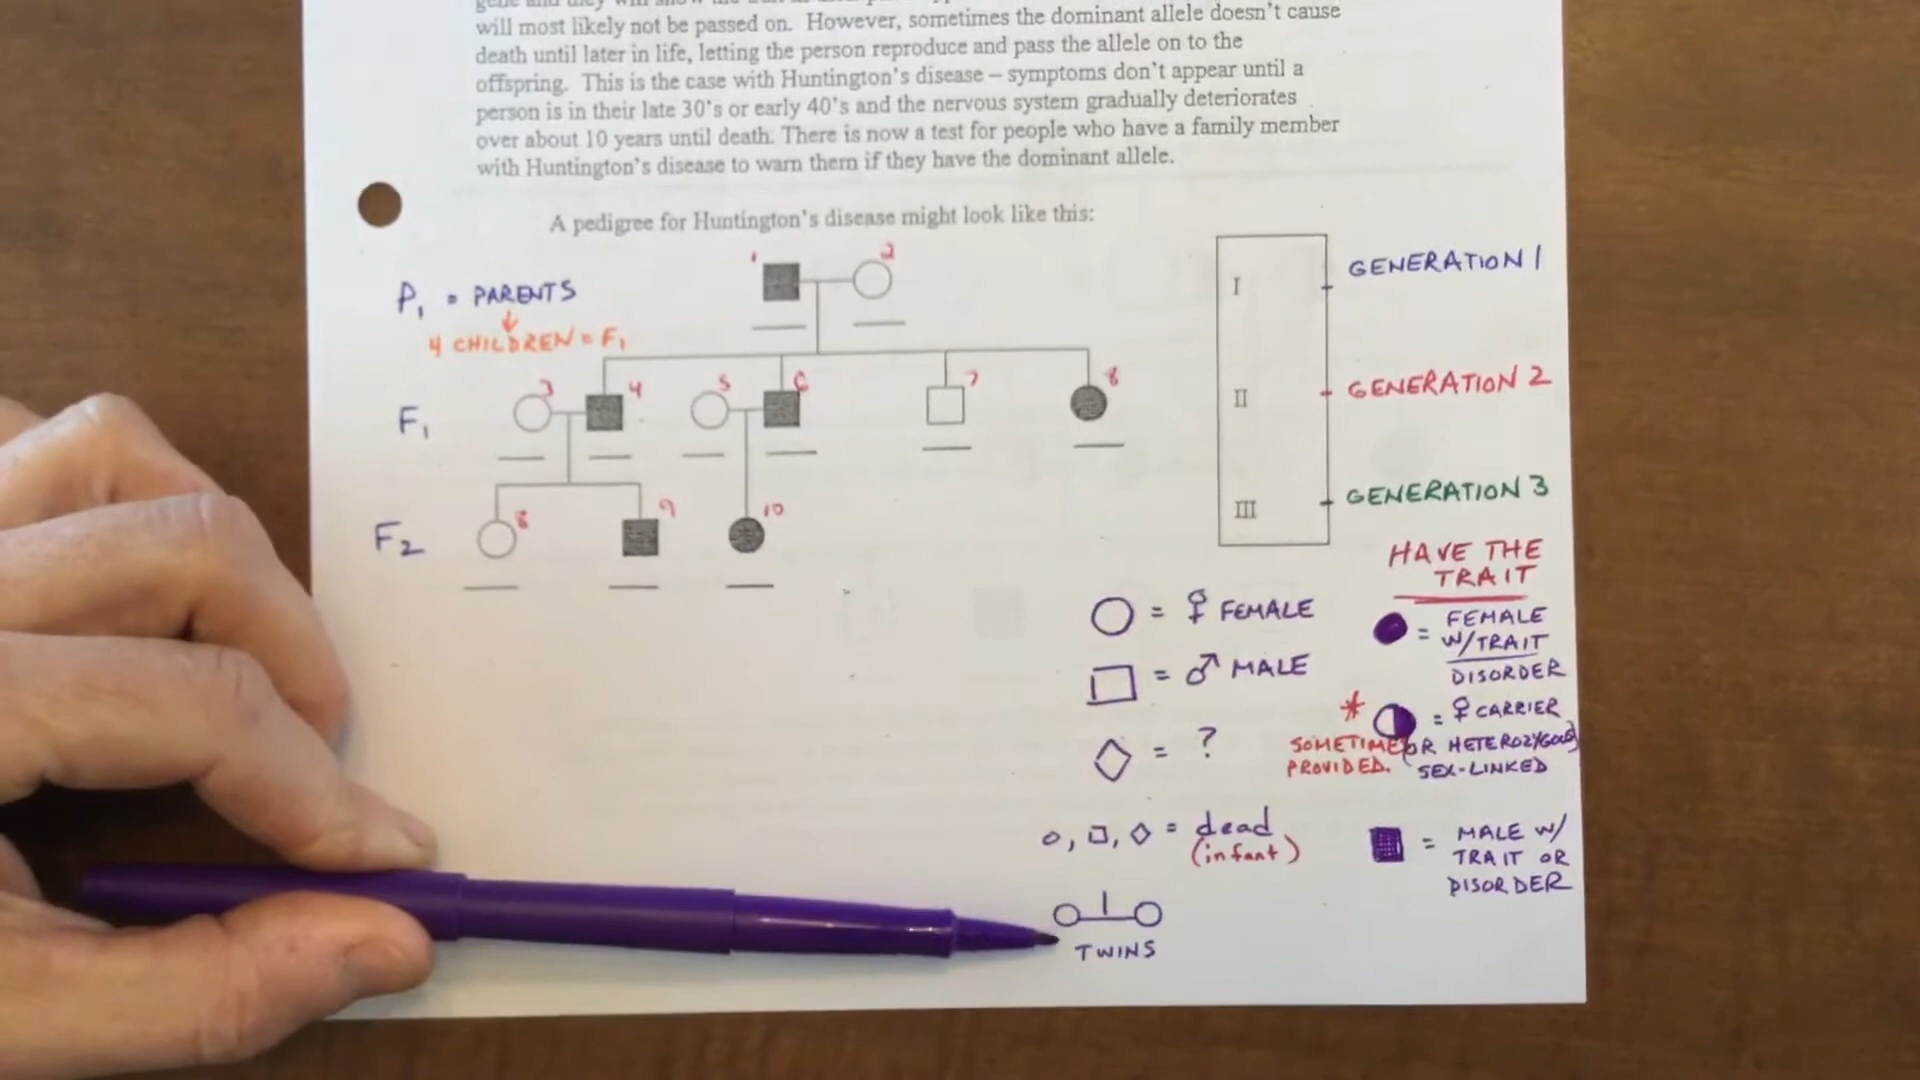 will most likely not be passed on. However, sometimes the dominant allele doesn't cause
death until later in life, letting the person reproduce and pass the allele on to the
offspring. This is the case with Huntington's disease – symptoms don't appear until a
person is in their late 30's or early 40's and the nervous system gradually deteriorates
over about 10 years until death. There is now a test for people who have a family member
with Huntington's disease to warn them if they have the dominant allele.
A pedigree for Huntington's disease might look like this:
1 2
P1 = PARENTS
4 CHILDREN = F1
I GENERATION 1
3 4 5 6 7 8
F1
II GENERATION 2
8 9 10
F2
III GENERATION 3
HAVE THE
TRAIT
= ♀ FEMALE
= FEMALE
W/TRAIT
DISORDER
= ♂ MALE
* = ♀ CARRIER
OR HETEROZYGOUS
SEX-LINKED
SOMETIMES
PROVIDED.
= ?
= dead
(infant)
= MALE W/
TRAIT OR
DISORDER
TWINS